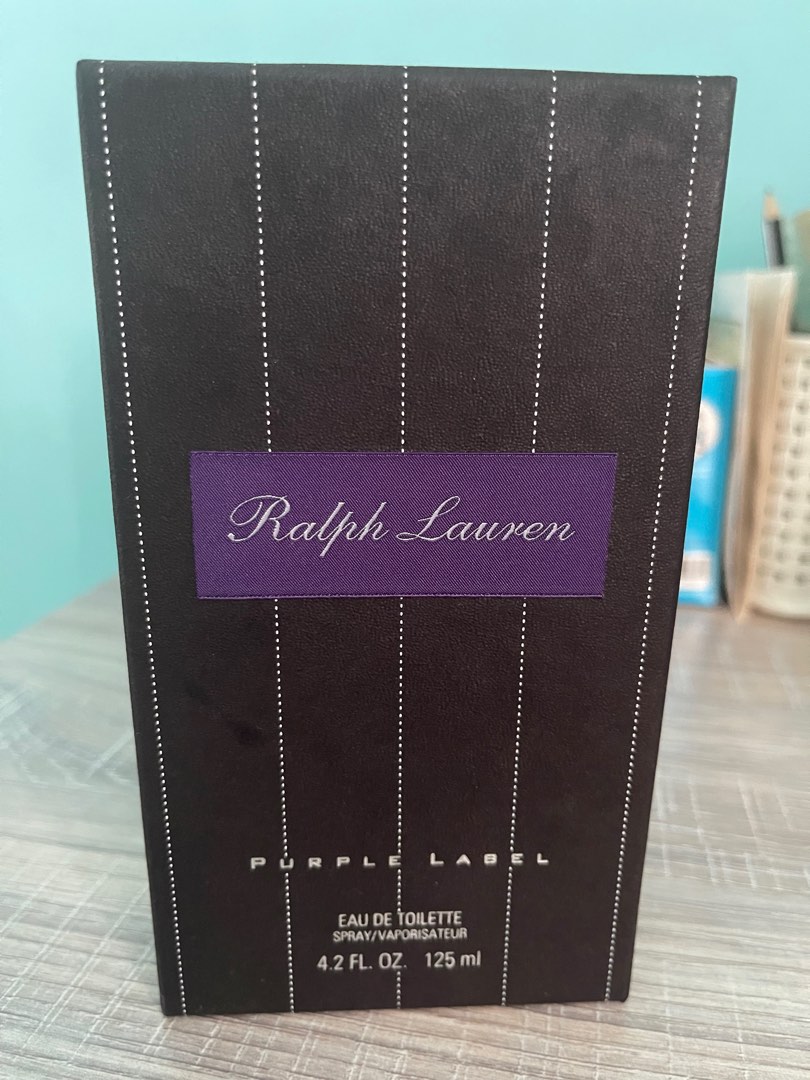 Ralph Lauren
PURPLE LABEL
EAU DE TOILETTE
SPRAY/VAPORISATEUR
4.2 FL. OZ. 125 ml